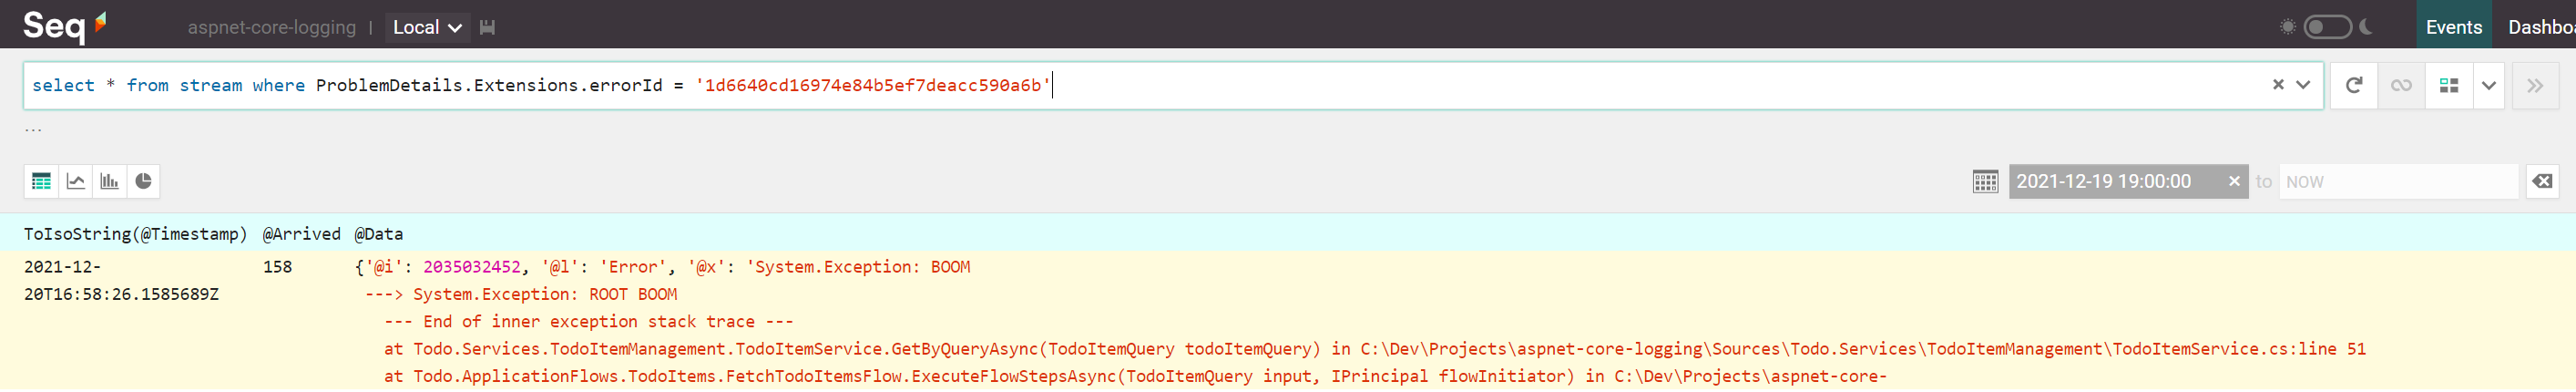 Seq aspnet-core-logging | Local Events Dashboa
select * from stream where ProblemDetails.Extensions.errorId = '1d6640cd16974e84b5ef7deacc590a6b'
...
2021-12-19 19:00:00 to NOW
ToIsoString(@Timestamp) @Arrived @Data
2021-12- 158 {'@i': 2035032452, '@l': 'Error', '@x': 'System.Exception: BOOM
20T16:58:26.1585689Z ---> System.Exception: ROOT BOOM
--- End of inner exception stack trace ---
at Todo.Services.TodoItemManagement.TodoItemService.GetByQueryAsync(TodoItemQuery todoItemQuery) in C:\Dev\Projects\aspnet-core-logging\Sources\Todo.Services\TodoItemManagement\TodoItemService.cs:line 51
at Todo.ApplicationFlows.TodoItems.FetchTodoItemsFlow.ExecuteFlowStepsAsync(TodoItemQuery input, IPrincipal flowInitiator) in C:\Dev\Projects\aspnet-core-